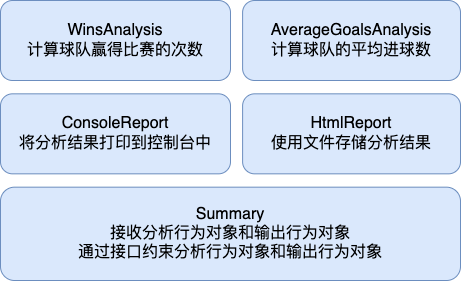 WinsAnalysis
计算球队赢得比赛的次数
AverageGoalsAnalysis
计算球队的平均进球数
ConsoleReport
将分析结果打印到控制台中
HtmlReport
使用文件存储分析结果
Summary
接收分析行为对象和输出行为对象
通过接口约束分析行为对象和输出行为对象